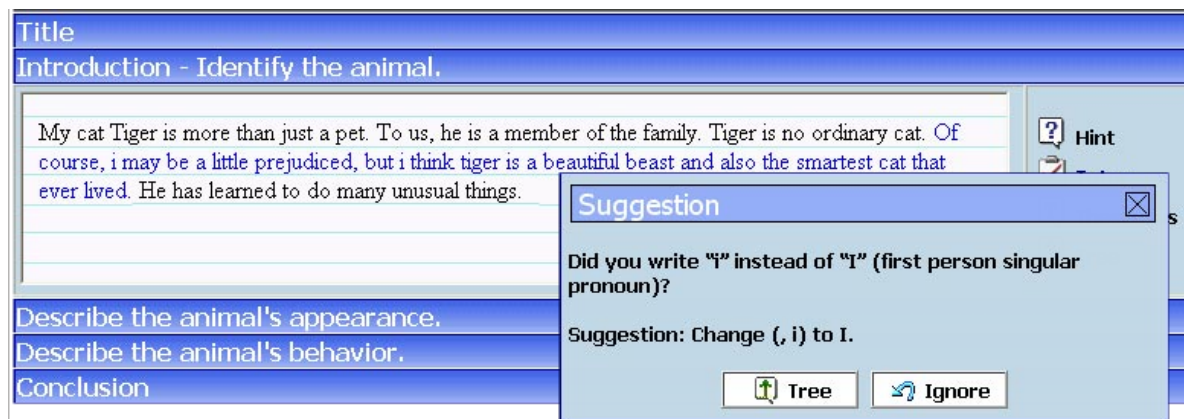 Title
Introduction - Identify the animal.
My cat Tiger is more than just a pet. To us, he is a member of the family. Tiger is no ordinary cat. Of
course, i may be a little prejudiced, but i think tiger is a beautiful beast and also the smartest cat that
ever lived. He has learned to do many unusual things.
Hint
Suggestion
s
Did you write "i" instead of "I" (first person singular
pronoun)?
Suggestion: Change (, i) to I.
Tree
Ignore
Describe the animal's appearance.
Describe the animal's behavior.
Conclusion